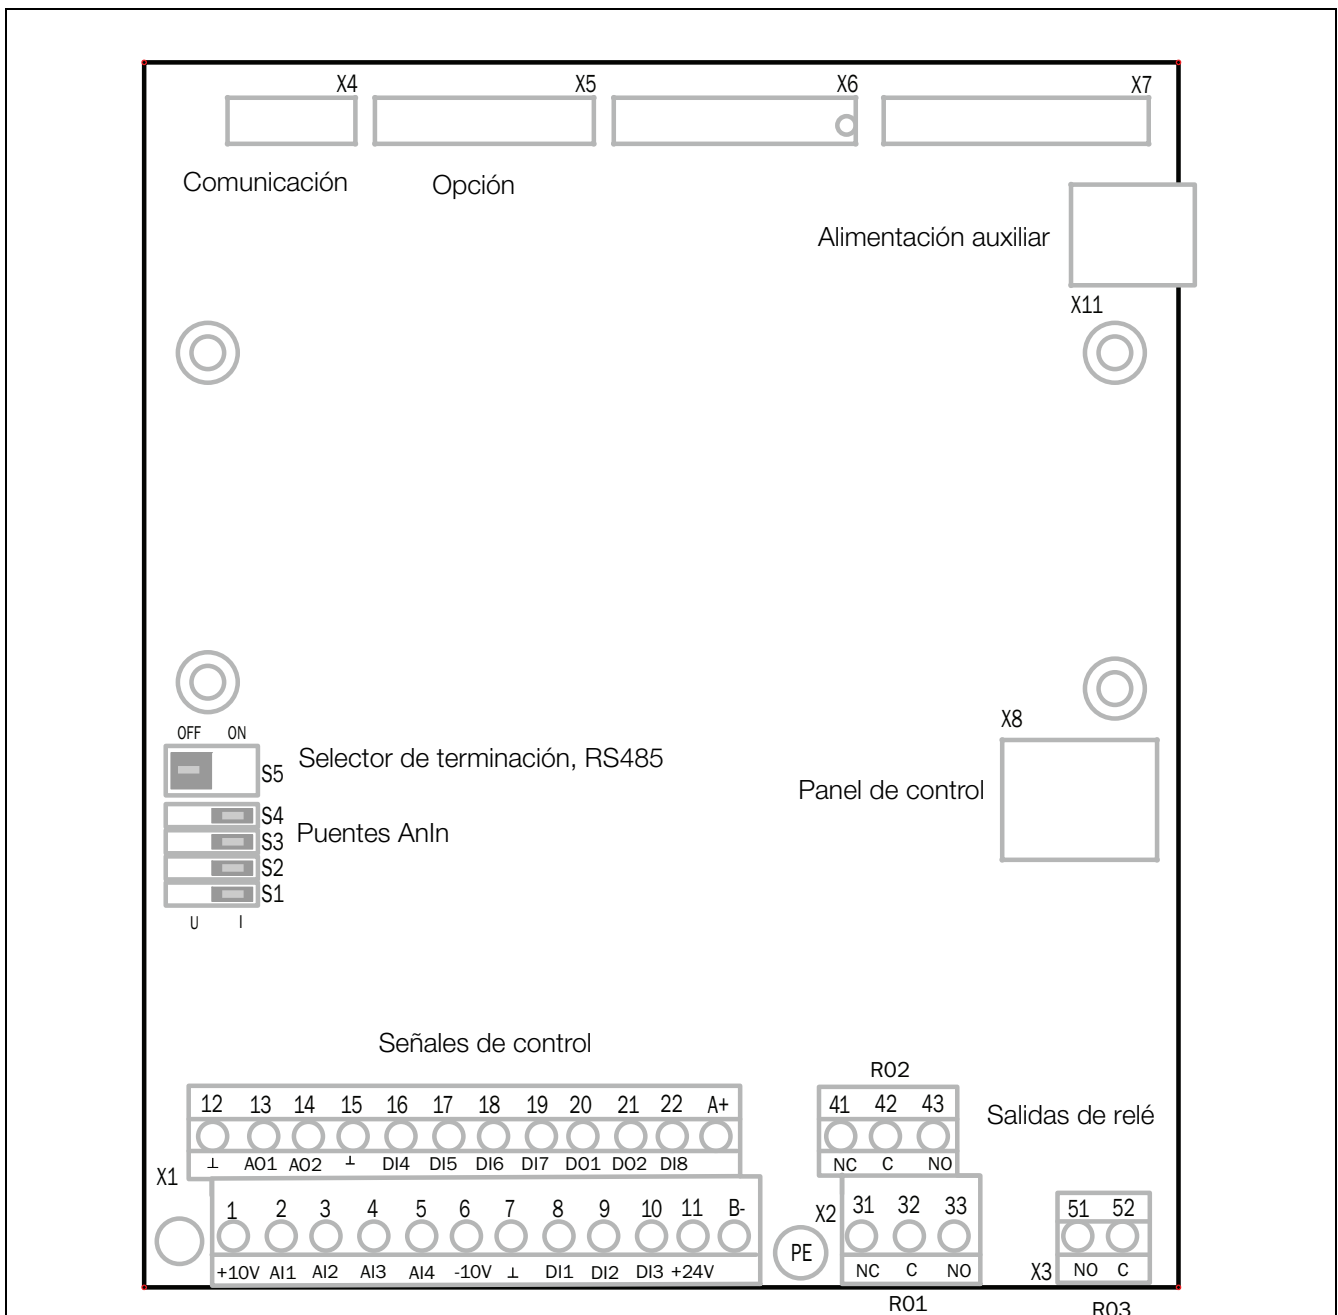 X4 X5 X6 X7
Comunicación Opción
Alimentación auxiliar
X11
OFF ON
S5 Selector de terminación, RS485
S4
S3
S2
S1
Puentes AnIn
U I
X8
Panel de control
Señales de control
12 13 14 15 16 17 18 19 20 21 22 A+
⊥ AO1 AO2 ⊥ DI4 DI5 DI6 DI7 DO1 DO2 DI8
X1
1 2 3 4 5 6 7 8 9 10 11 B-
+10V AI1 AI2 AI3 AI4 -10V ⊥ DI1 DI2 DI3 +24V
PE
R02
41 42 43
NC C NO
Salidas de relé
X2
31 32 33
NC C NO
R01
51 52
X3 NO C
R03